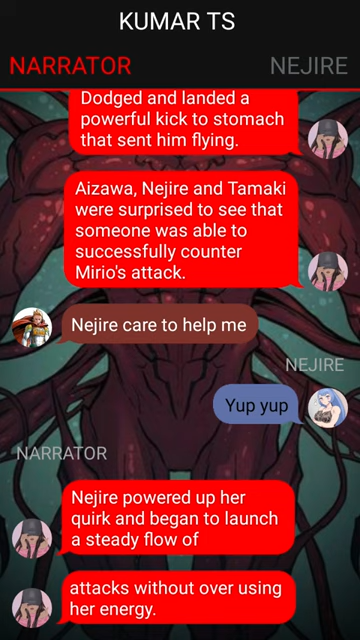 KUMAR TS
NARRATOR
NEJIRE
Dodged and landed a
powerful kick to stomach
that sent him flying.
Aizawa, Nejire and Tamaki
were surprised to see that
someone was able to
successfully counter
Mirio's attack.
Nejire care to help me
NEJIRE
Yup yup
NARRATOR
Nejire powered up her
quirk and began to launch
a steady flow of
attacks without over using
her energy.